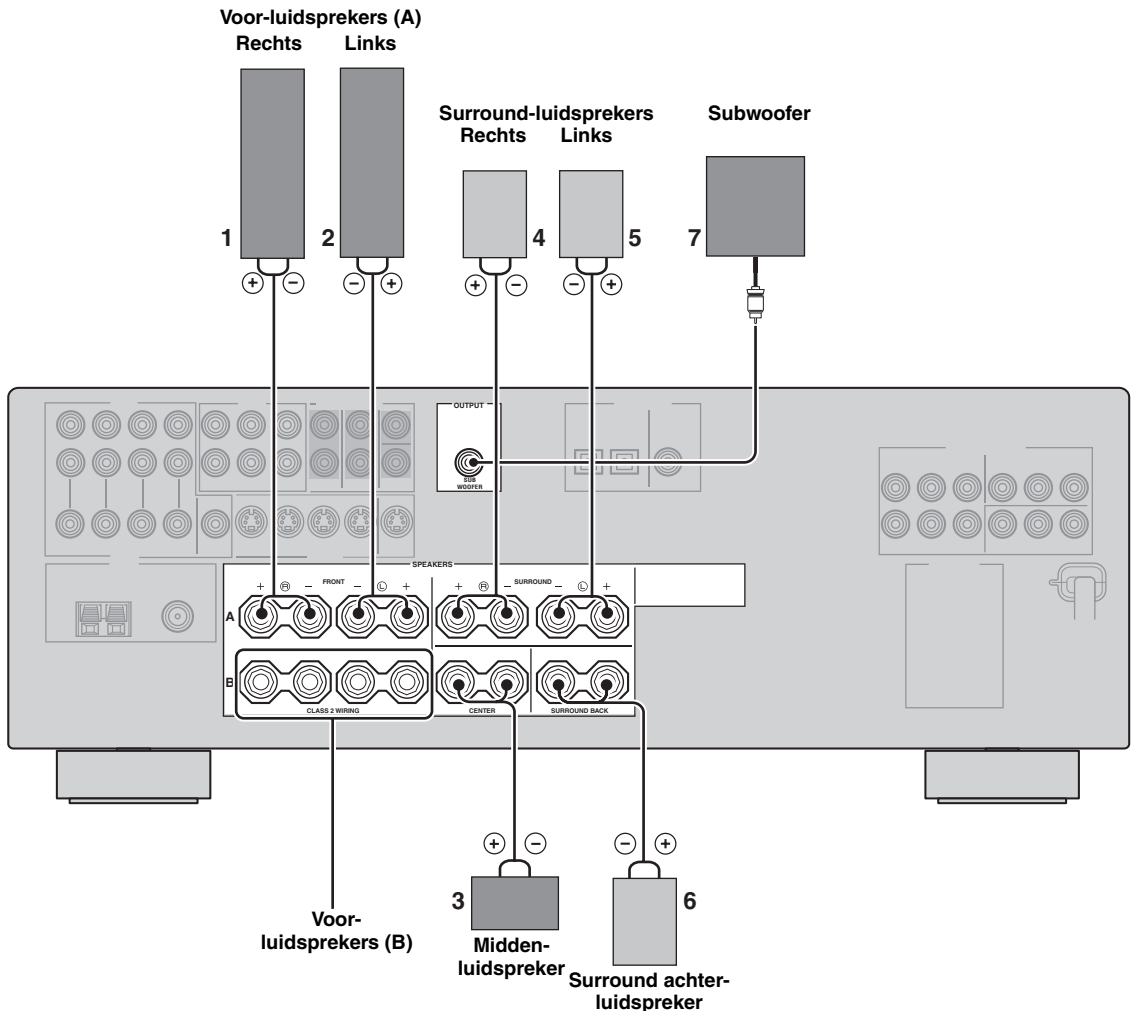 Voor-luidsprekers (A)
Rechts Links
Surround-luidsprekers
Rechts Links
Subwoofer
1 2 4 5 7
+ − − + + − − +
OUTPUT
SUB
WOOFER
SPEAKERS
+ R − FRONT − L + + R − SURROUND − L +
A
B
CLASS 2 WIRING CENTER SURROUND BACK
+ − − +
3 6
Voor-
luidsprekers (B)
Midden-
luidspreker
Surround achter-
luidspreker